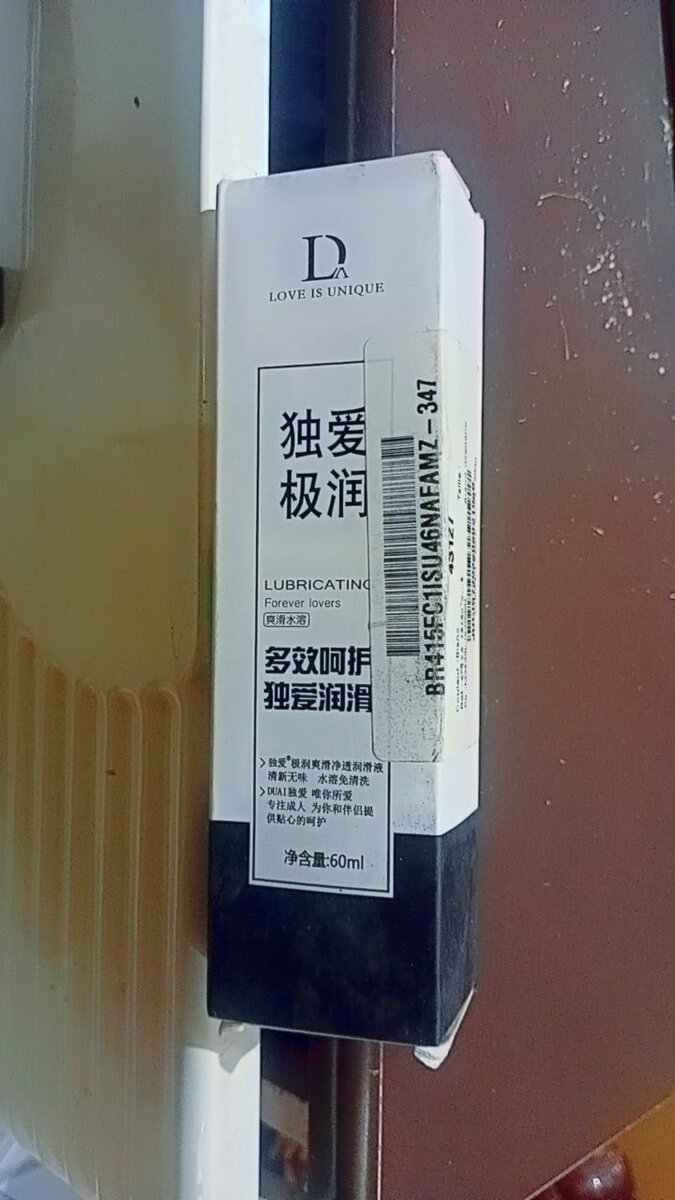 DA
LOVE IS UNIQUE
独爱
极润
LUBRICATING
Forever lovers
爽滑水溶
多效呵护
独爱润滑
独爱®极润爽滑净透润滑液
清新无味 水溶免清洗
DUAI独爱 唯你所爱
专注成人 为你和伴侣提
供贴心的呵护
净含量:60ml
BR415FC1ISU46NAFAMZ-347
43127
Taille: